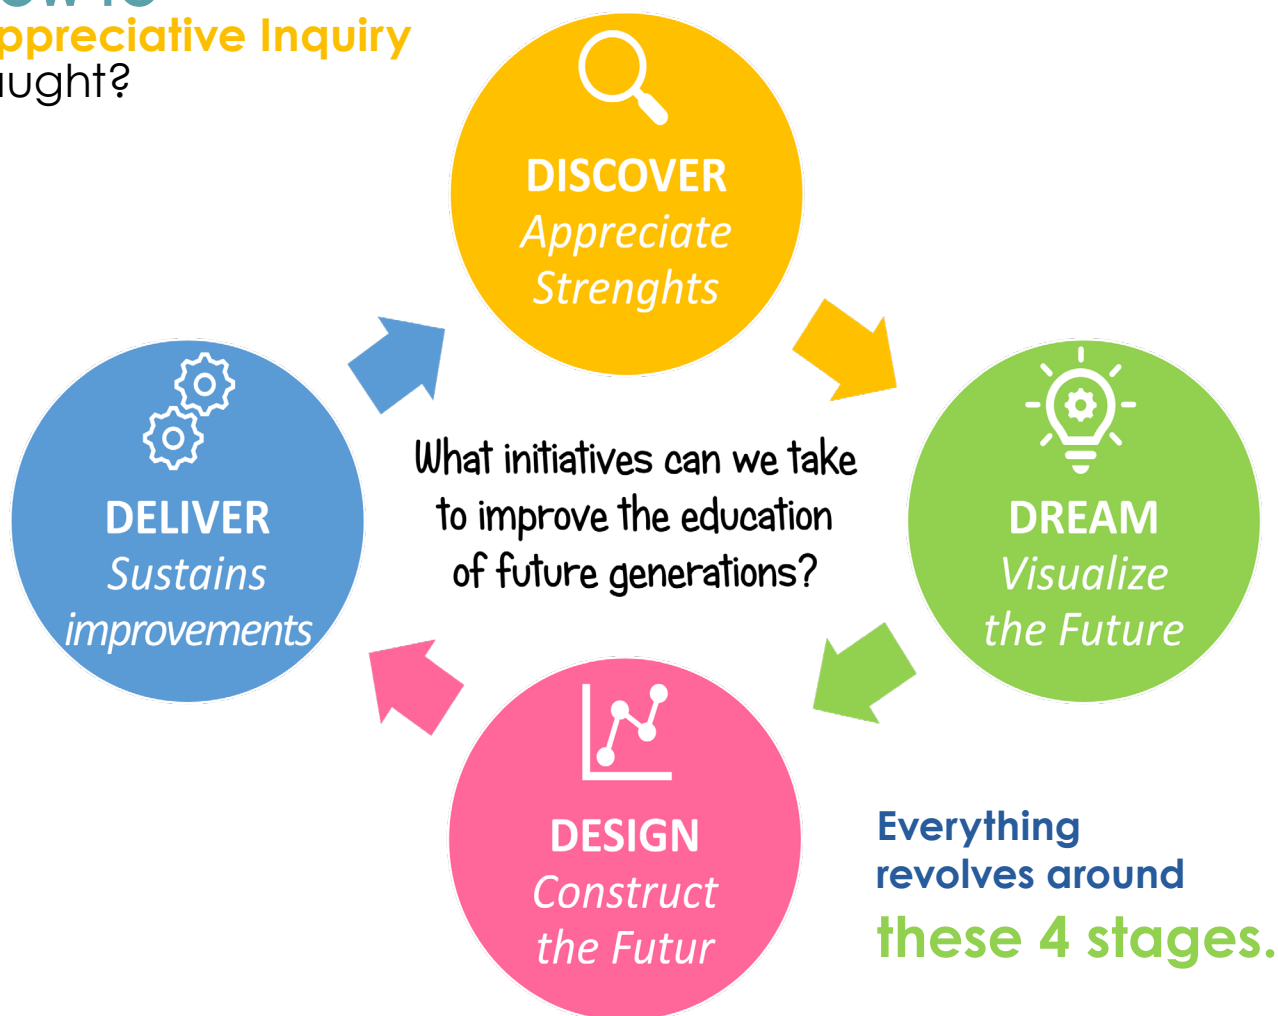 ppreciative Inquiry
aught?
DISCOVER
Appreciate
Strenghts
DELIVER
Sustains
improvements
What initiatives can we take
to improve the education
of future generations?
DREAM
Visualize
the Future
DESIGN
Construct
the Futur
Everything
revolves around
these 4 stages.